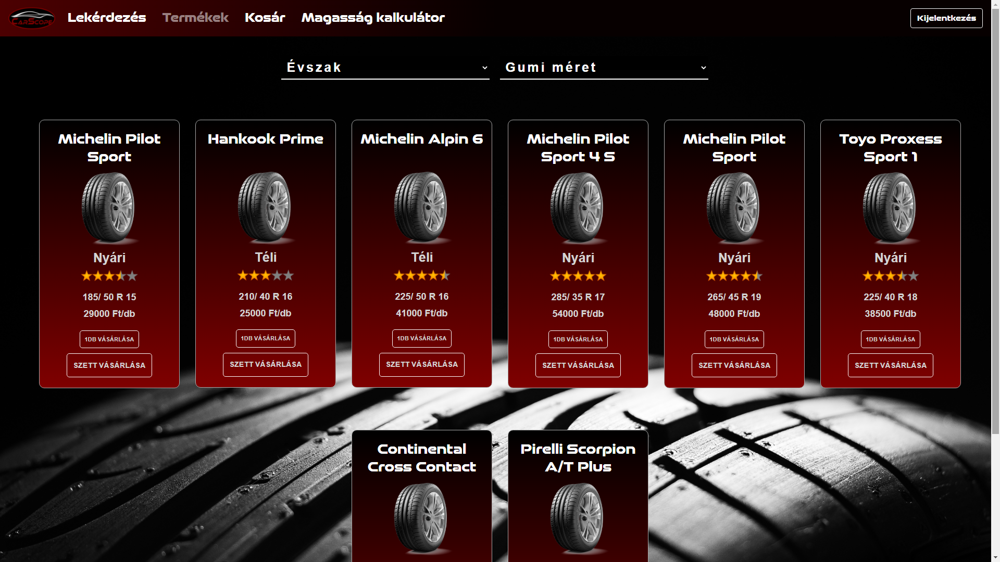 CarScope
Lekérdezés
Termékek
Kosár
Magasság kalkulátor
Kijelentkezés
Évszak
Gumi méret
Michelin Pilot
Sport
Nyári
185/ 50 R 15
29000 Ft/db
1DB VÁSÁRLÁSA
SZETT VÁSÁRLÁSA
Hankook Prime
Téli
210/ 40 R 16
25000 Ft/db
1DB VÁSÁRLÁSA
SZETT VÁSÁRLÁSA
Michelin Alpin 6
Téli
225/ 50 R 16
41000 Ft/db
1DB VÁSÁRLÁSA
SZETT VÁSÁRLÁSA
Michelin Pilot
Sport 4 S
Nyári
285/ 35 R 17
54000 Ft/db
1DB VÁSÁRLÁSA
SZETT VÁSÁRLÁSA
Michelin Pilot
Sport
Nyári
265/ 45 R 19
48000 Ft/db
1DB VÁSÁRLÁSA
SZETT VÁSÁRLÁSA
Toyo Proxess
Sport 1
Nyári
225/ 40 R 18
38500 Ft/db
1DB VÁSÁRLÁSA
SZETT VÁSÁRLÁSA
Continental
Cross Contact
Pirelli Scorpion
A/T Plus